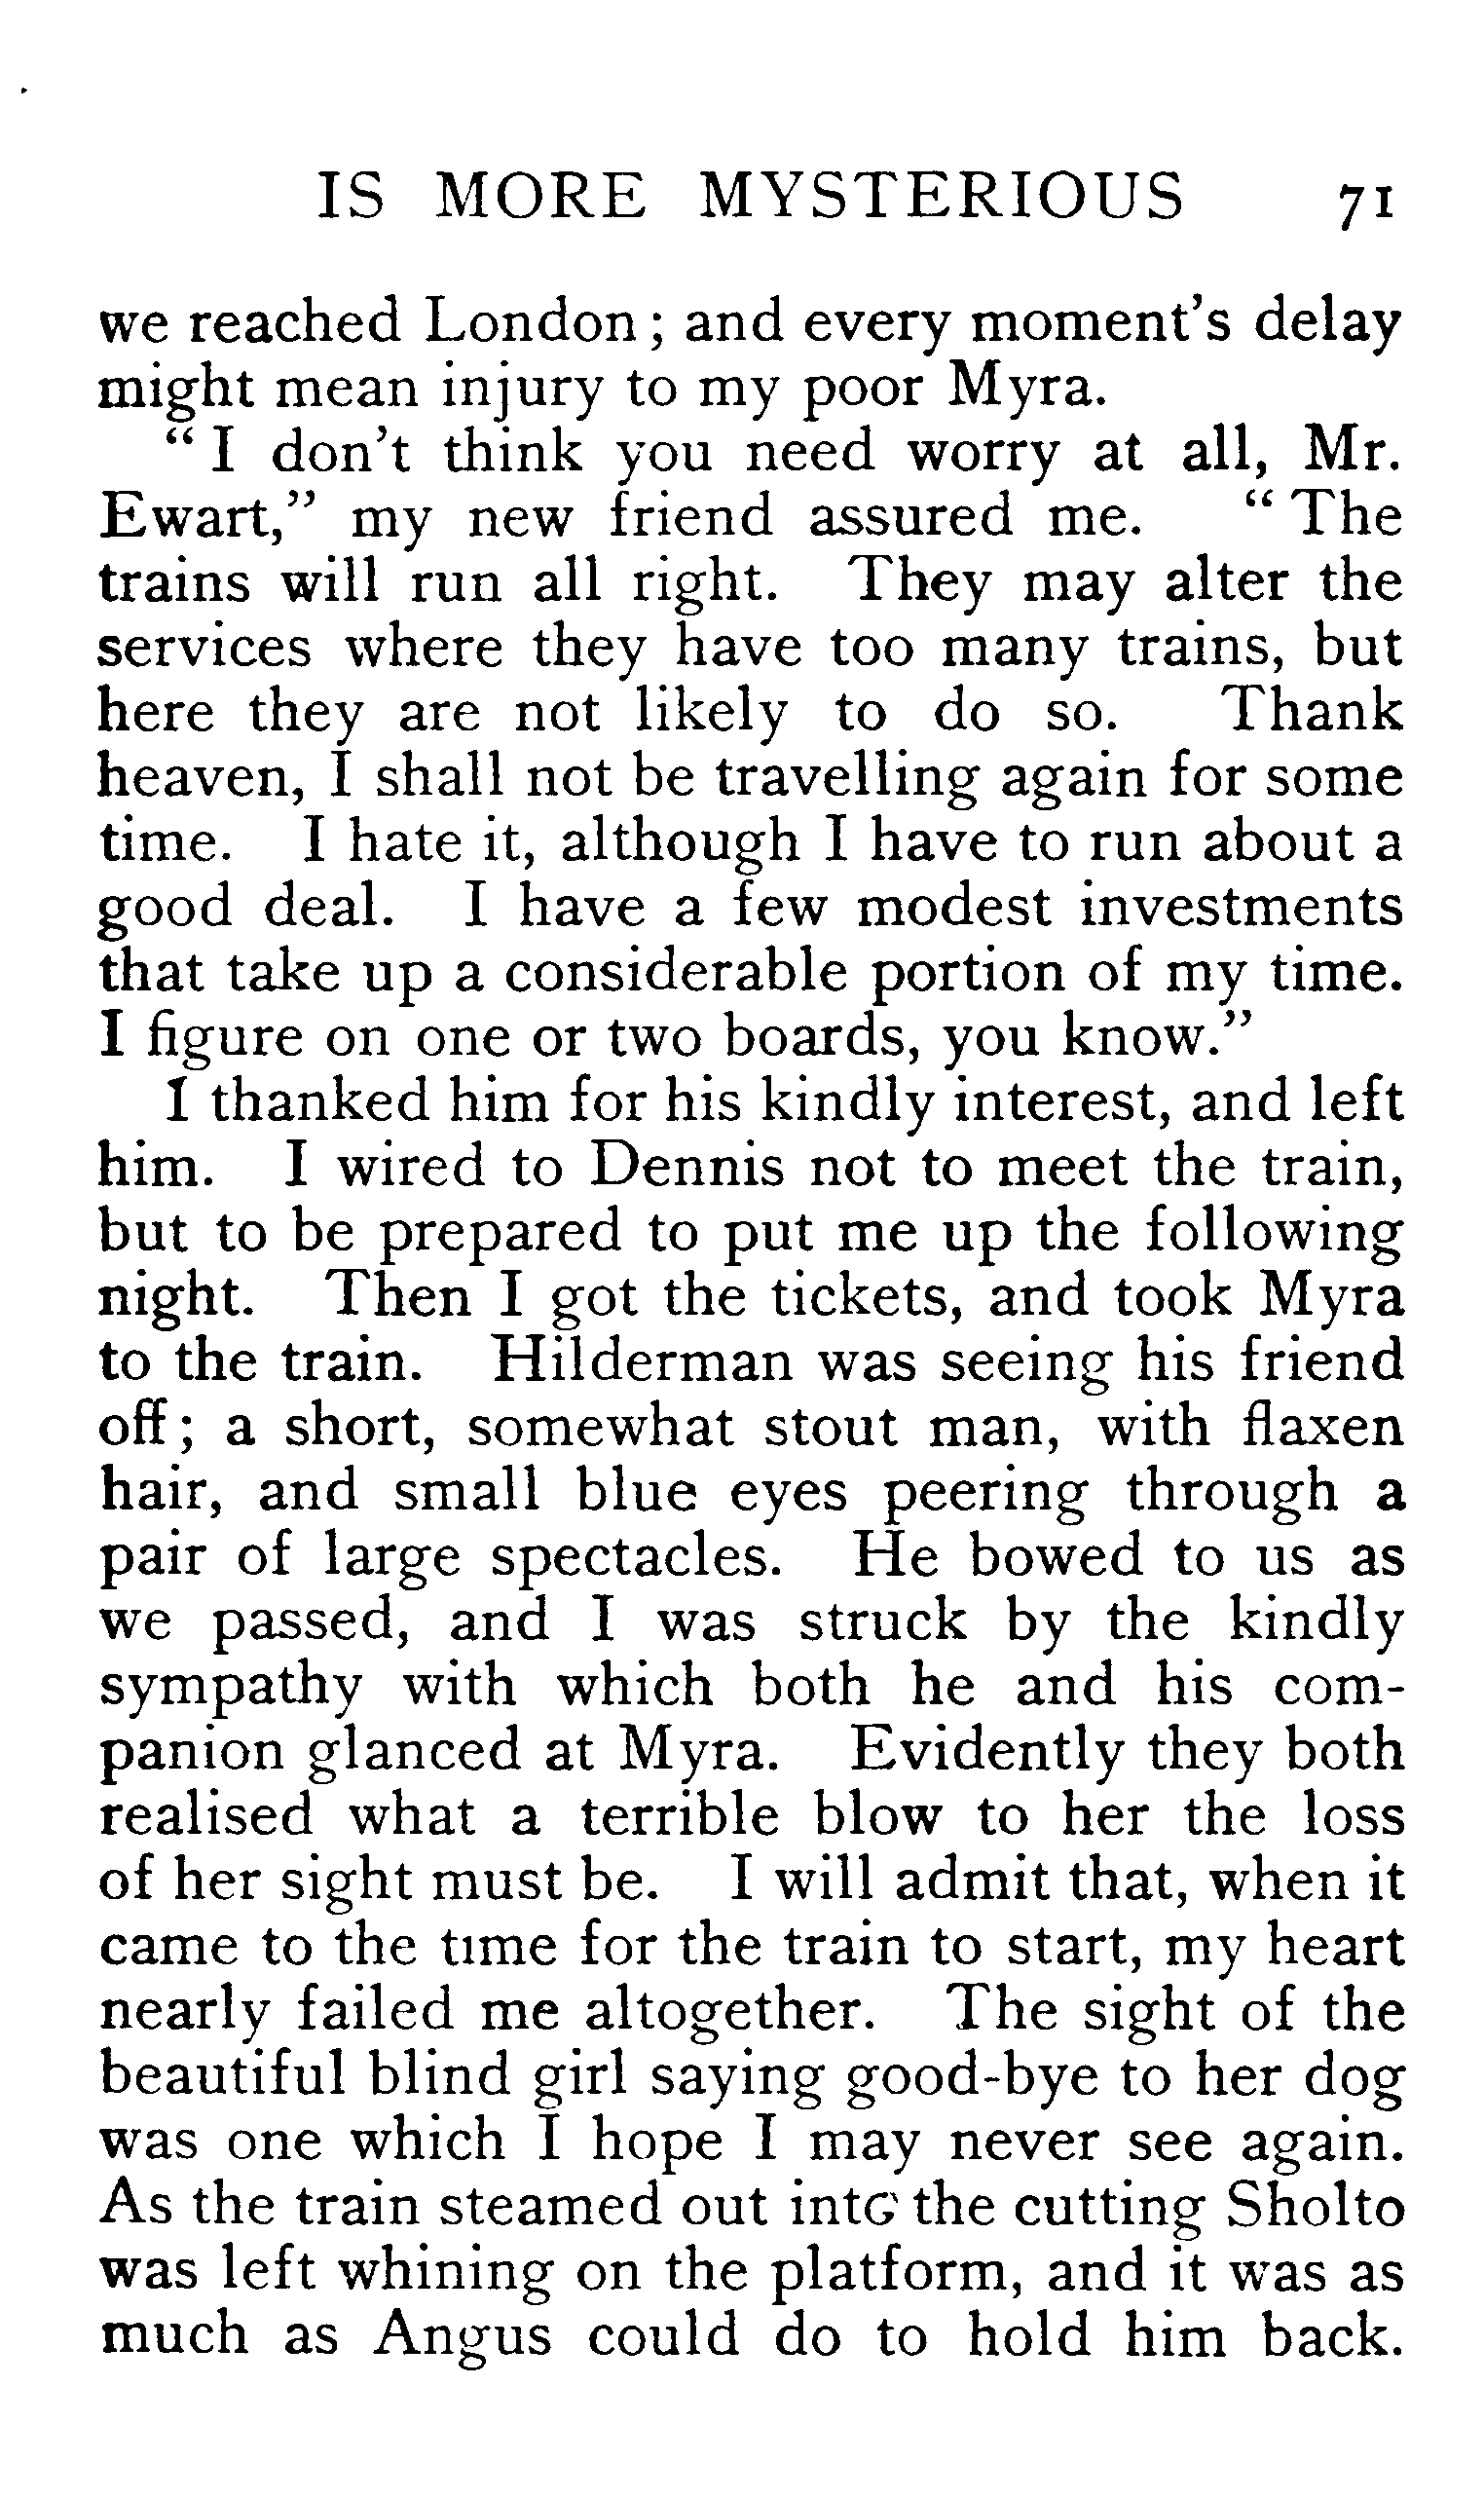 IS MORE MYSTERIOUS 71
we reached London; and every moment's delay
might mean injury to my poor Myra.
“I don't think you need worry at all, Mr.
Ewart,” my new friend assured me. “The
trains will run all right. They may alter the
services where they have too many trains, but
here they are not likely to do so. Thank
heaven, I shall not be travelling again for some
time. I hate it, although I have to run about a
good deal. I have a few modest investments
that take up a considerable portion of my time.
I figure on one or two boards, you know.”
I thanked him for his kindly interest, and left
him. I wired to Dennis not to meet the train,
but to be prepared to put me up the following
night. Then I got the tickets, and took Myra
to the train. Hilderman was seeing his friend
off; a short, somewhat stout man, with flaxen
hair, and small blue eyes peering through a
pair of large spectacles. He bowed to us as
we passed, and I was struck by the kindly
sympathy with which both he and his com-
panion glanced at Myra. Evidently they both
realised what a terrible blow to her the loss
of her sight must be. I will admit that, when it
came to the time for the train to start, my heart
nearly failed me altogether. The sight of the
beautiful blind girl saying good-bye to her dog
was one which I hope I may never see again.
As the train steamed out into the cutting Sholto
was left whining on the platform, and it was as
much as Angus could do to hold him back.